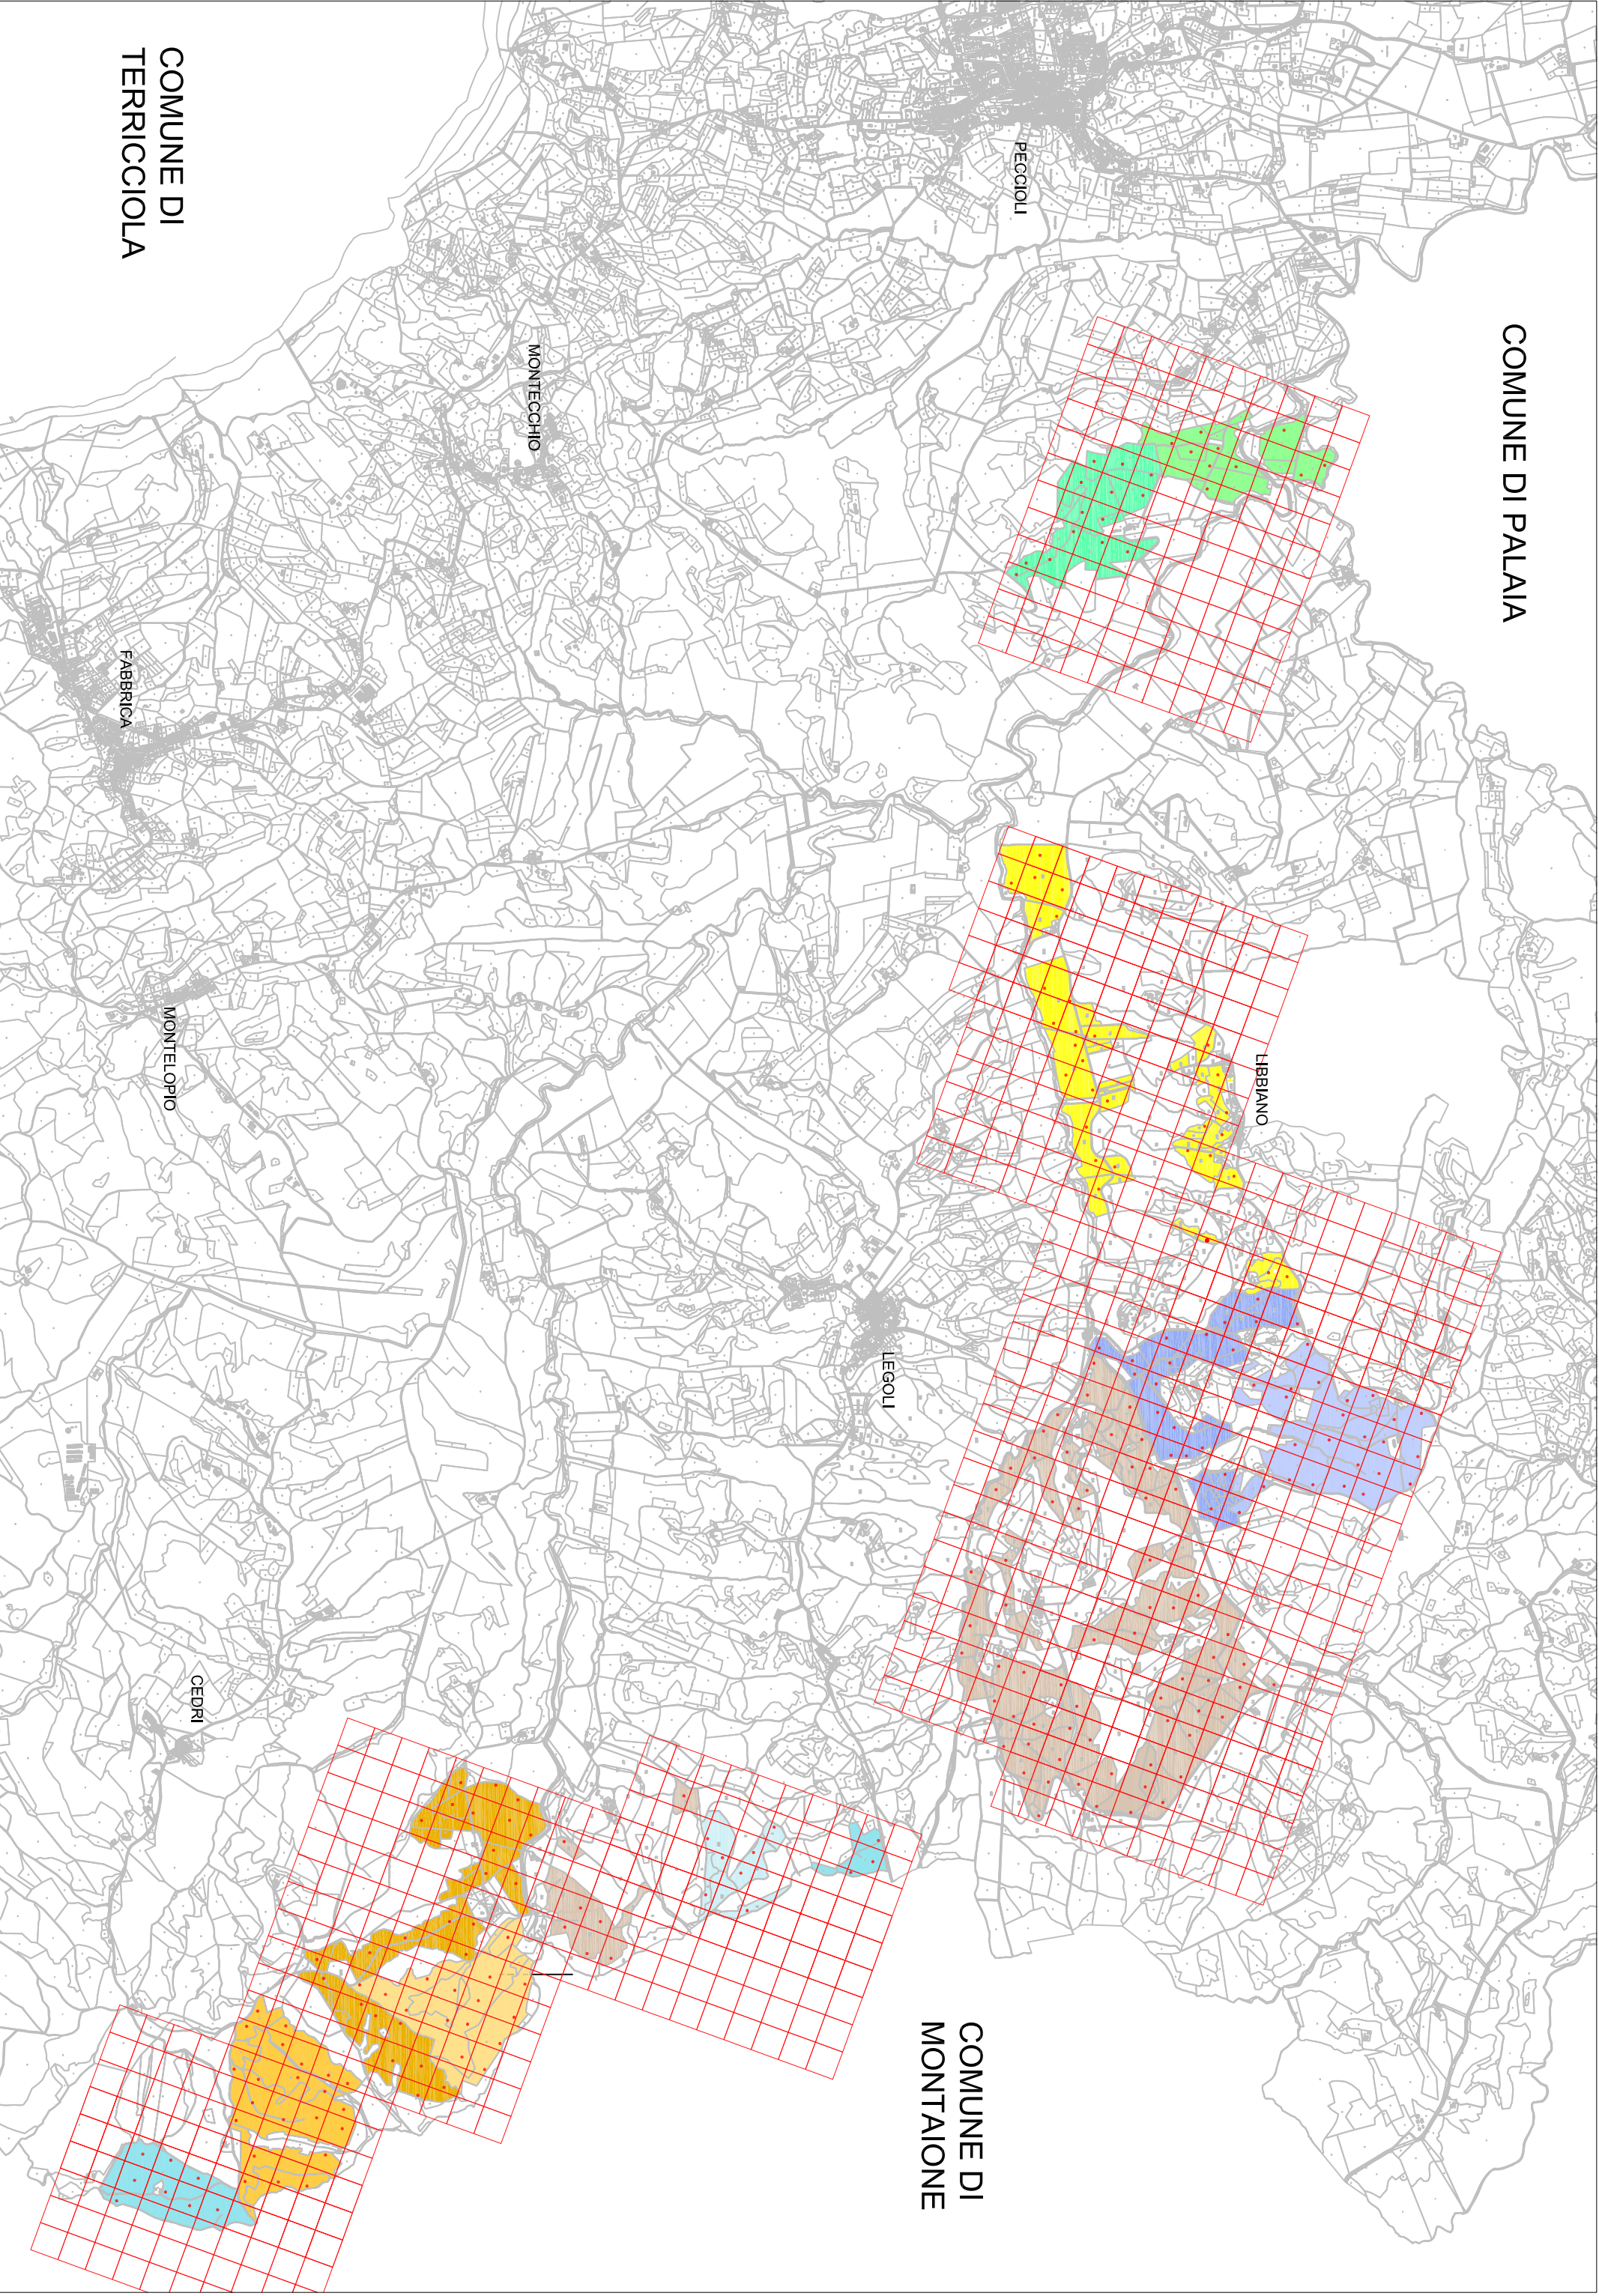 COMUNE DI PALAIA
PECCIOLI
COMUNE DI
TERRICCIOLA
MONTECCHIO
FABBRICA
LIBBIANO
MONTELOPIO
LEGOLI
CEDRI
COMUNE DI
MONTAIONE